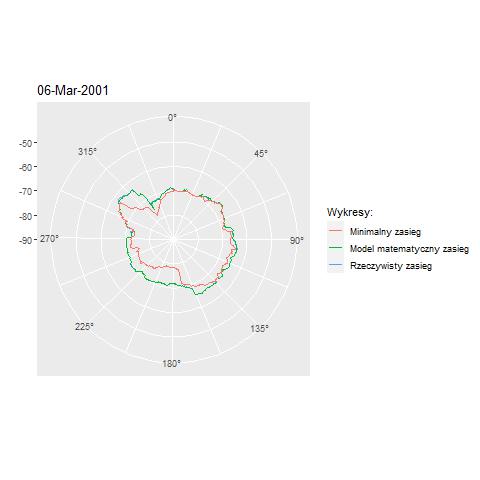 06-Mar-2001
0°
45°
90°
135°
180°
225°
270°
315°
-50
-60
-70
-80
-90
Wykresy:
Minimalny zasieg
Model matematyczny zasieg
Rzeczywisty zasieg